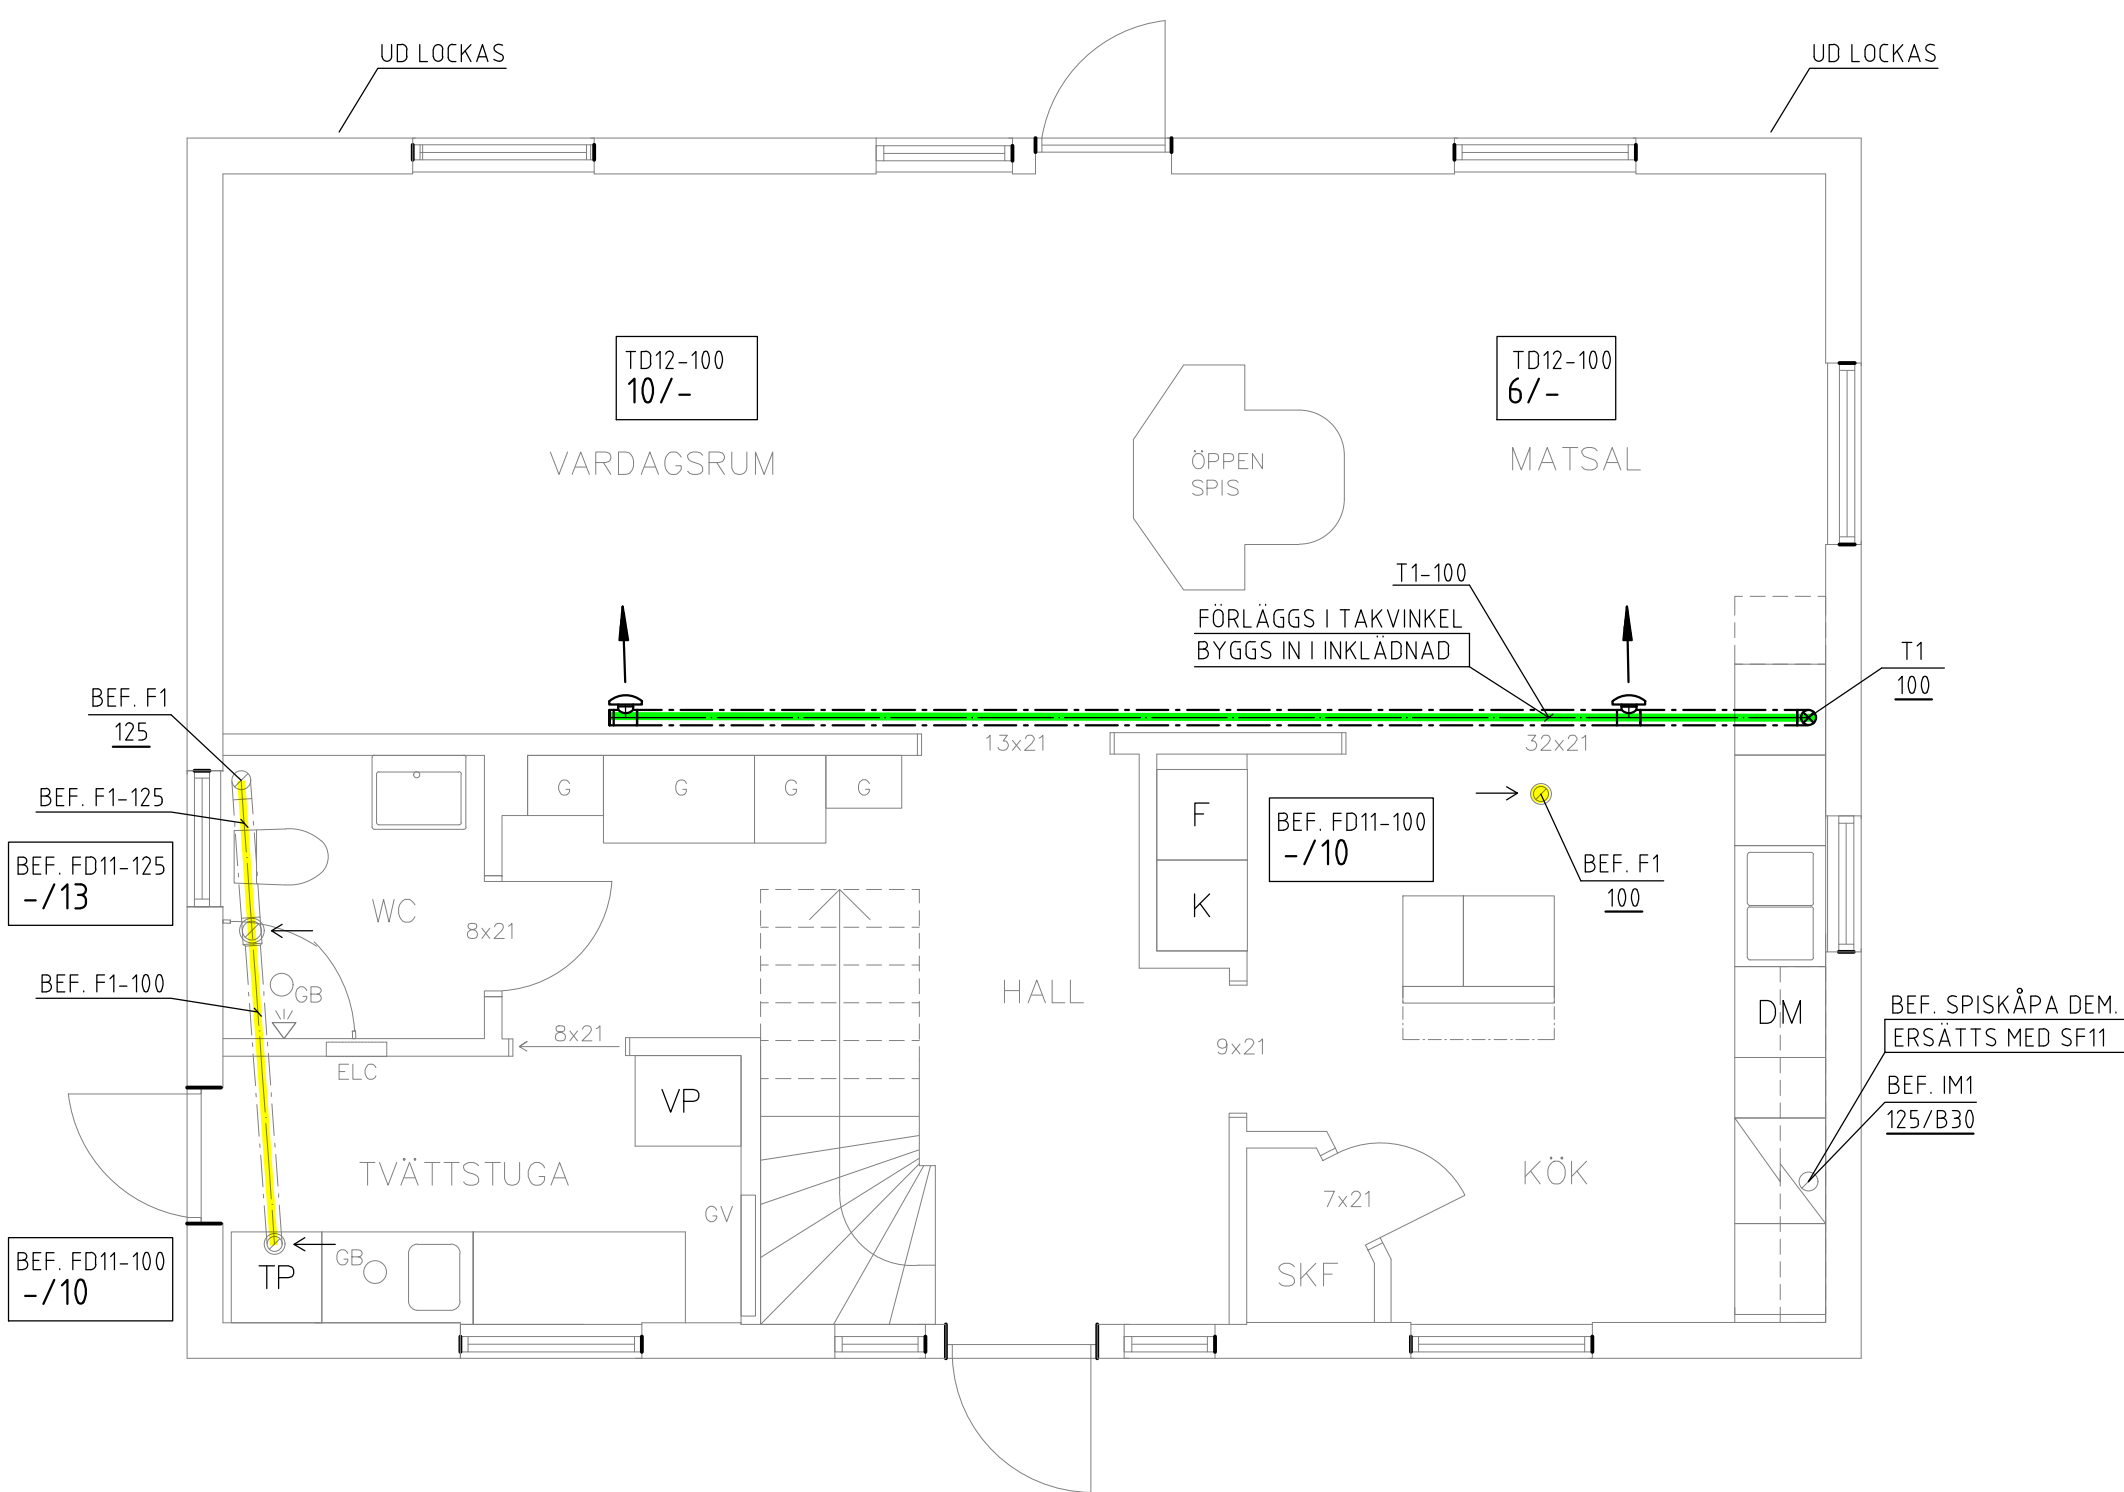 UD LOCKAS
UD LOCKAS
TD12-100
10/-
TD12-100
6/-
VARDAGSRUM
ÖPPEN
SPIS
MATSAL
T1-100
FÖRLÄGGS I TAKVINKEL
BYGGS IN I INKLÄDNAD
T1
100
BEF. F1
125
13x21
32x21
BEF. F1-125
G
G
G
G
F
BEF. FD11-100
-/10
BEF. F1
100
BEF. FD11-125
-/13
WC
8x21
K
BEF. F1-100
GB
HALL
DM
BEF. SPISKÅPA DEM.
ERSÄTTS MED SF11
8x21
9x21
ELC
VP
BEF. IM1
125/B30
TVÄTTSTUGA
KÖK
GV
7x21
BEF. FD11-100
-/10
GB
TP
SKF